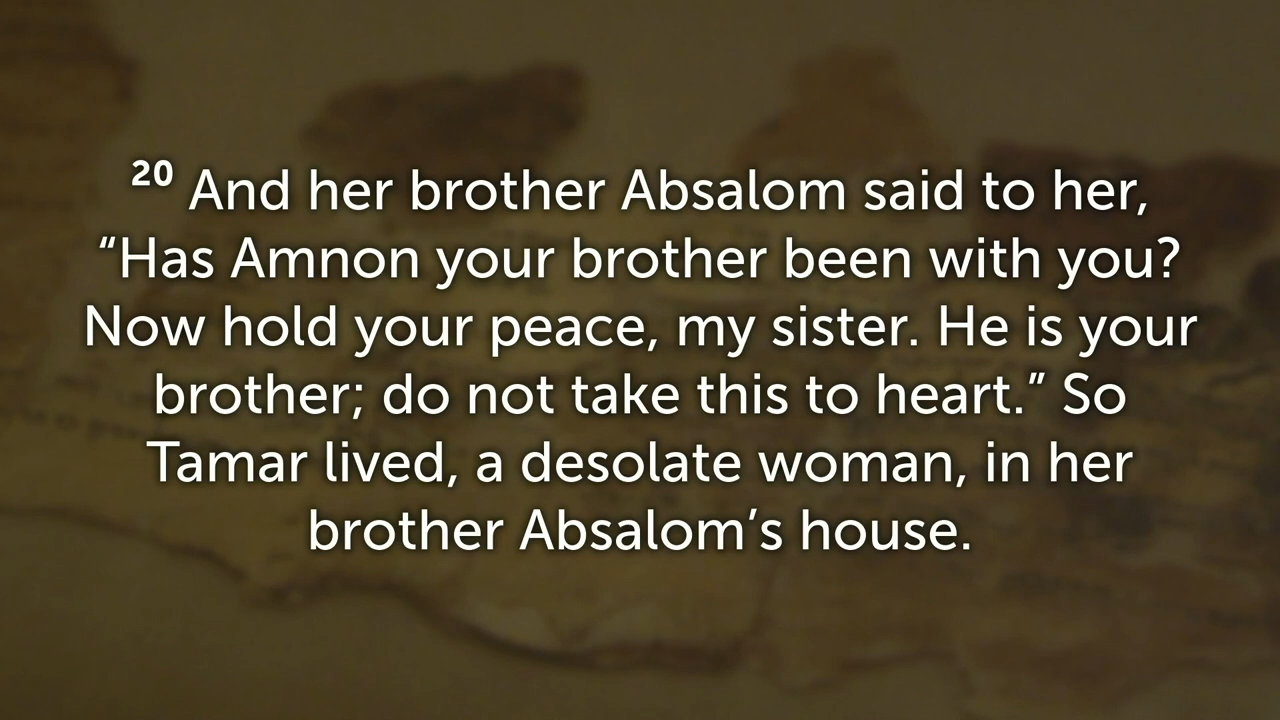 20 And her brother Absalom said to her,
“Has Amnon your brother been with you?
Now hold your peace, my sister. He is your
brother; do not take this to heart.” So
Tamar lived, a desolate woman, in her
brother Absalom’s house.